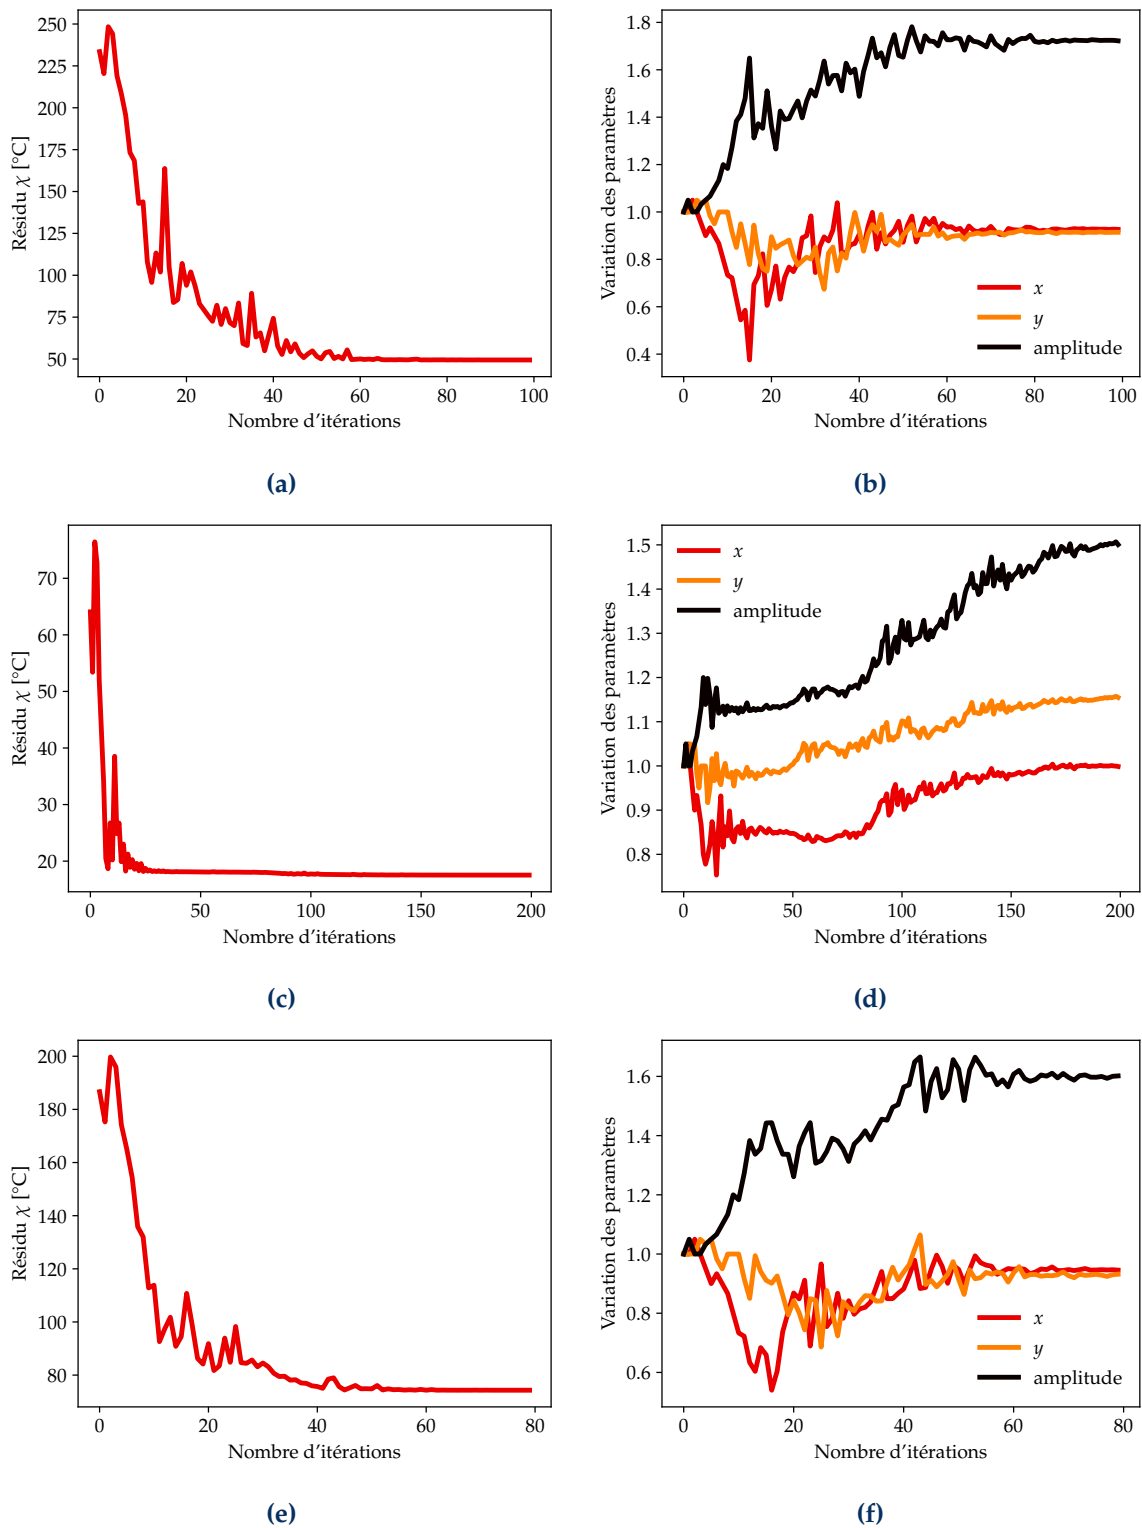 250
225
200
175
150
125
100
75
50
Résidu χ [°C]
0 20 40 60 80 100
Nombre d'itérations
(a)
1.8
1.6
1.4
1.2
1.0
0.8
0.6
0.4
Variation des paramètres
x
y
amplitude
0 20 40 60 80 100
Nombre d'itérations
(b)
70
60
50
40
30
20
Résidu χ [°C]
0 50 100 150 200
Nombre d'itérations
(c)
1.5
1.4
1.3
1.2
1.1
1.0
0.9
0.8
Variation des paramètres
x
y
amplitude
0 50 100 150 200
Nombre d'itérations
(d)
200
180
160
140
120
100
80
Résidu χ [°C]
0 20 40 60 80
Nombre d'itérations
(e)
1.6
1.4
1.2
1.0
0.8
0.6
Variation des paramètres
x
y
amplitude
0 20 40 60 80
Nombre d'itérations
(f)